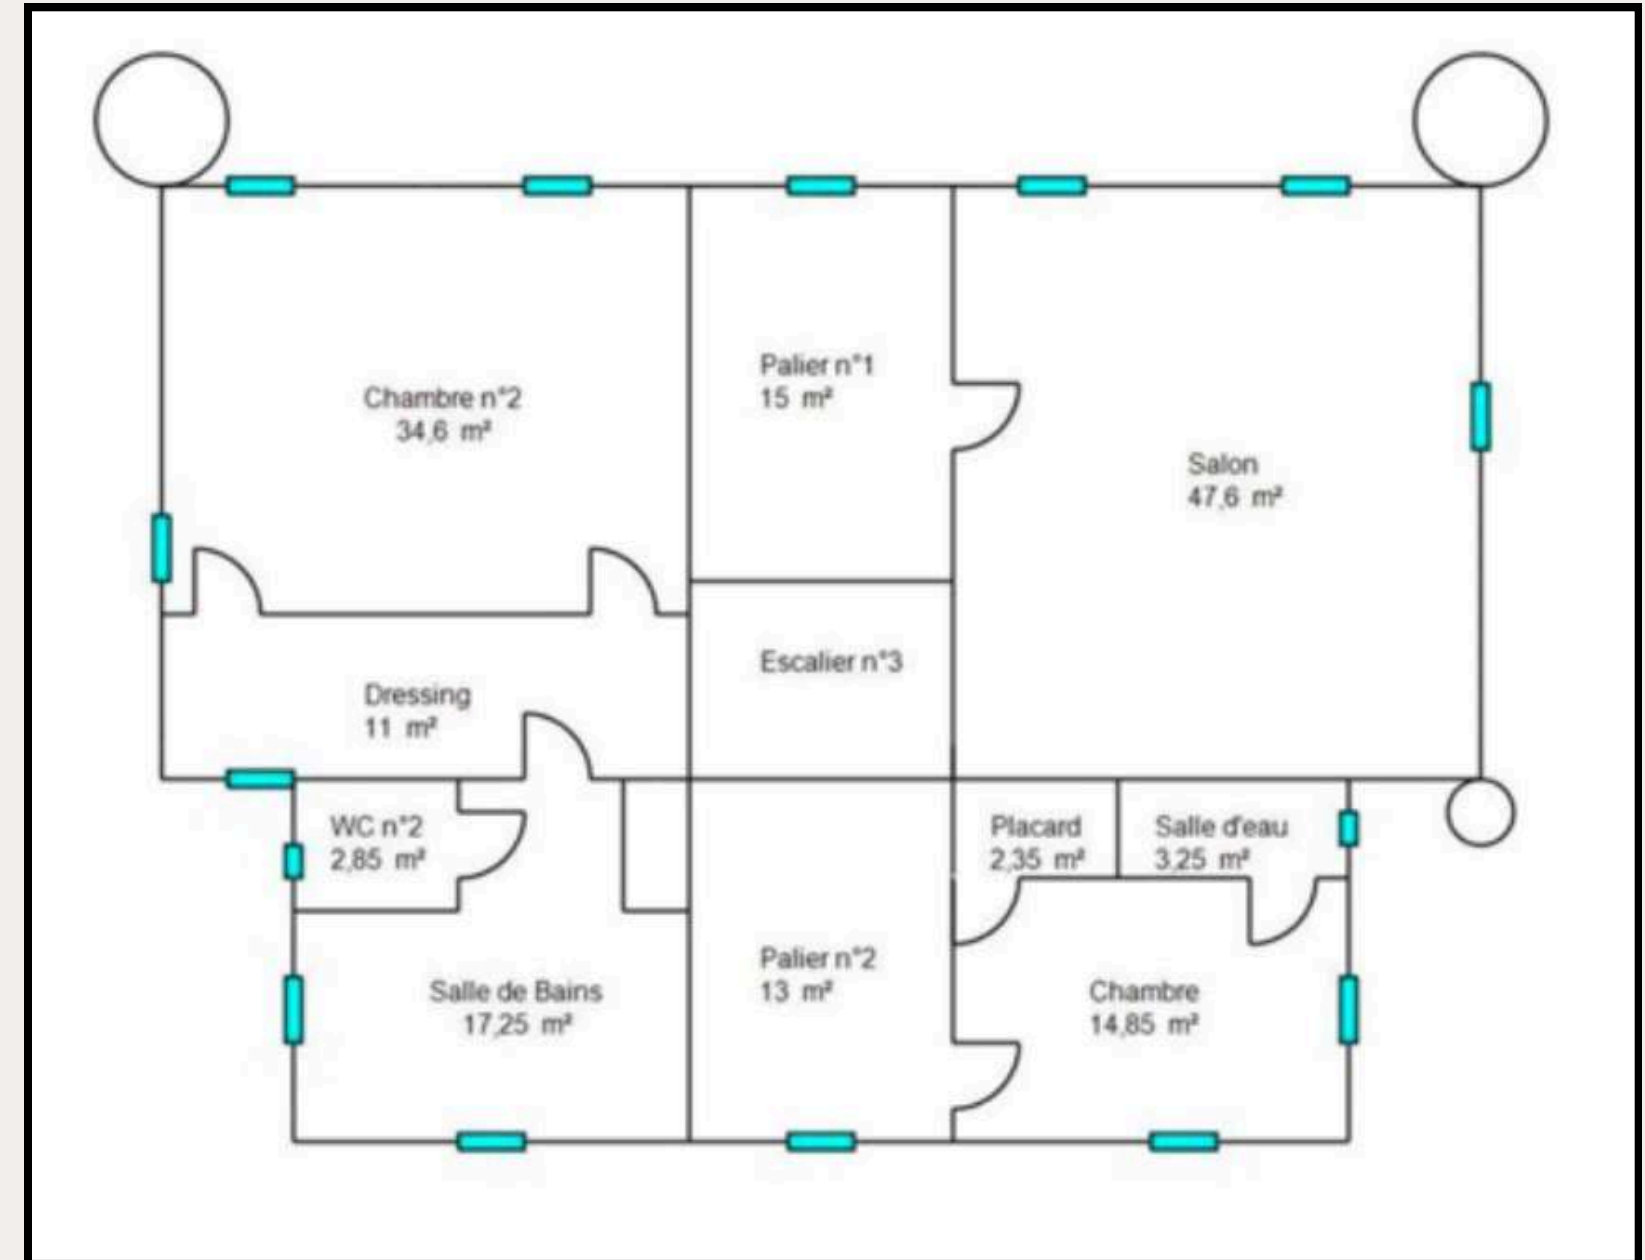 Palier n°1
15 m²
Chambre n°2
34,6 m²
Salon
47,6 m²
Escalier n°3
Dressing
11 m²
WC n°2
2,85 m²
Placard
2,35 m²
Salle d'eau
3,25 m²
Palier n°2
13 m²
Salle de Bains
17,25 m²
Chambre
14,85 m²